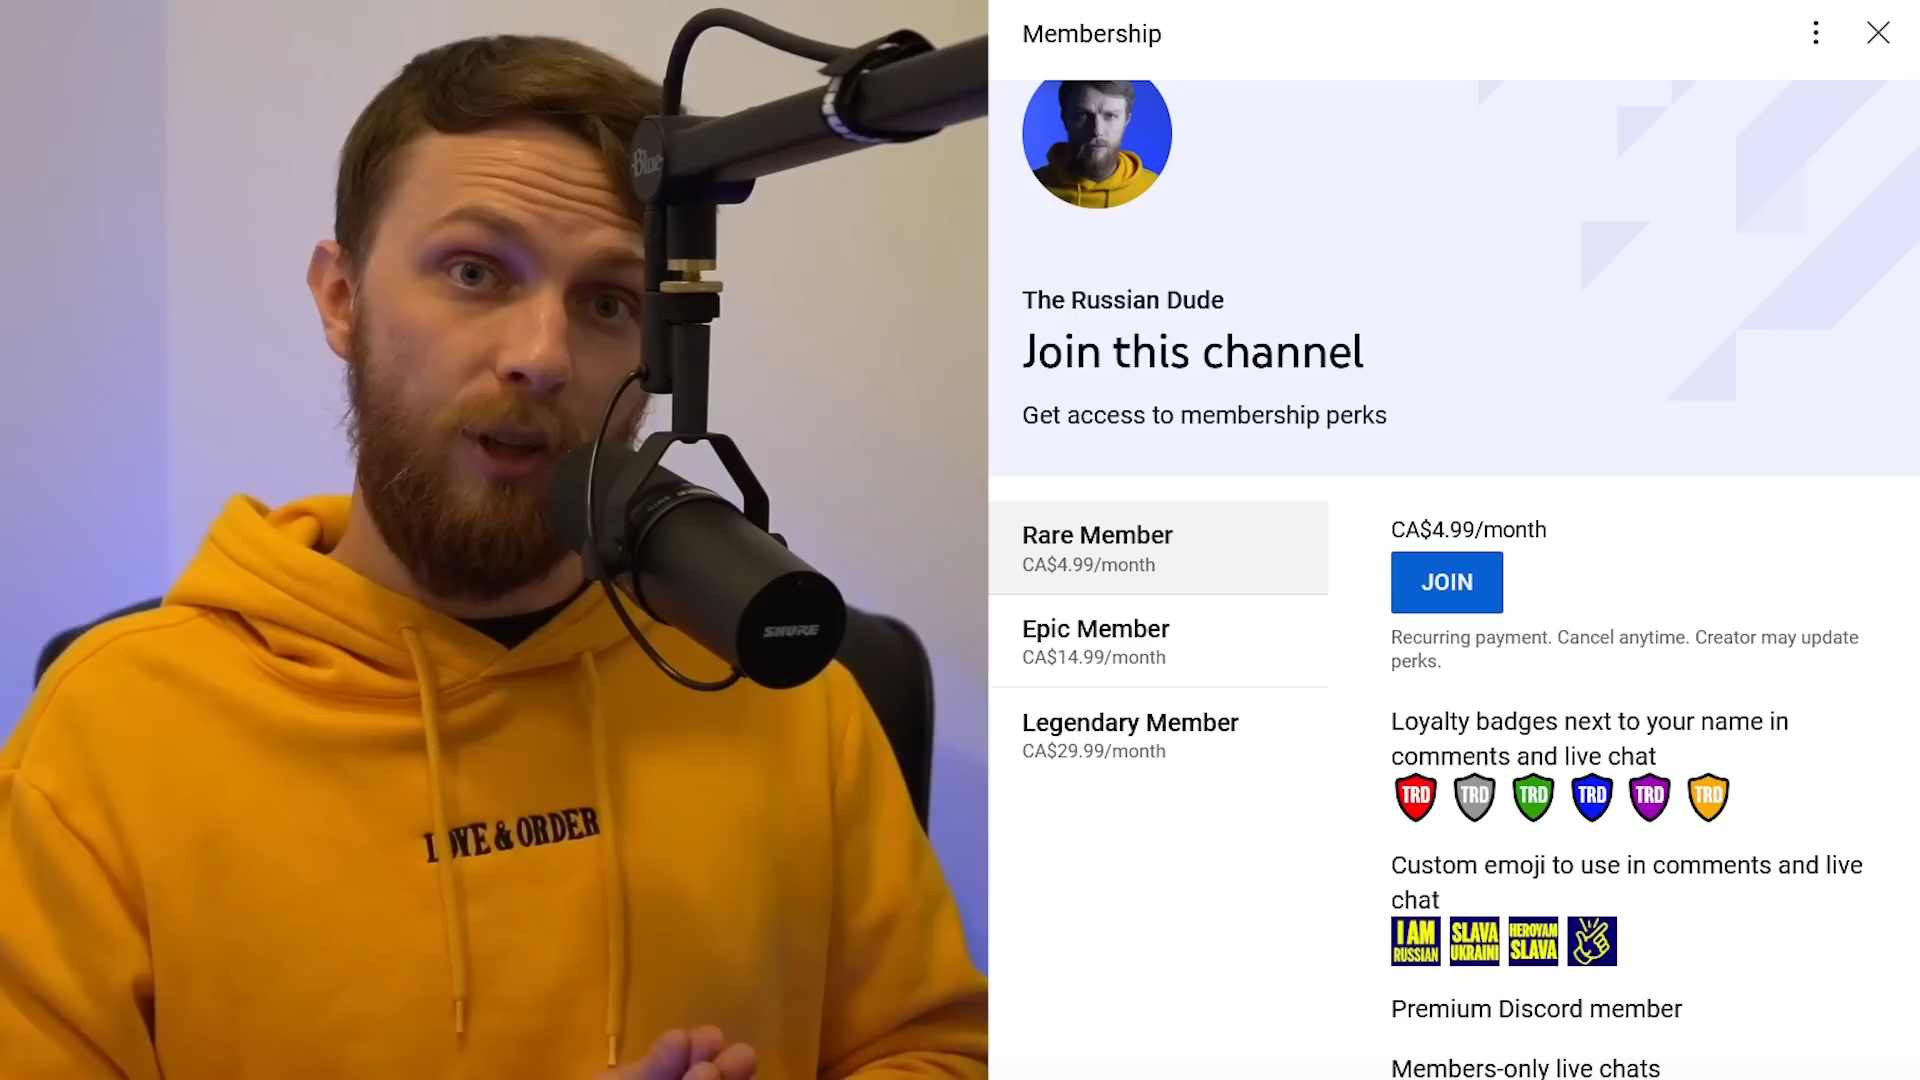 Blue
SHURE
LOVE & ORDER
Membership
The Russian Dude
Join this channel
Get access to membership perks
Rare Member
CA$4.99/month
Epic Member
CA$14.99/month
Legendary Member
CA$29.99/month
CA$4.99/month
JOIN
Recurring payment. Cancel anytime. Creator may update
perks.
Loyalty badges next to your name in
comments and live chat
TRD TRD TRD TRD TRD TRD
Custom emoji to use in comments and live
chat
I AM
RUSSIAN
SLAVA
UKRAINI
HEROYAM
SLAVA
Premium Discord member
Members-only live chats